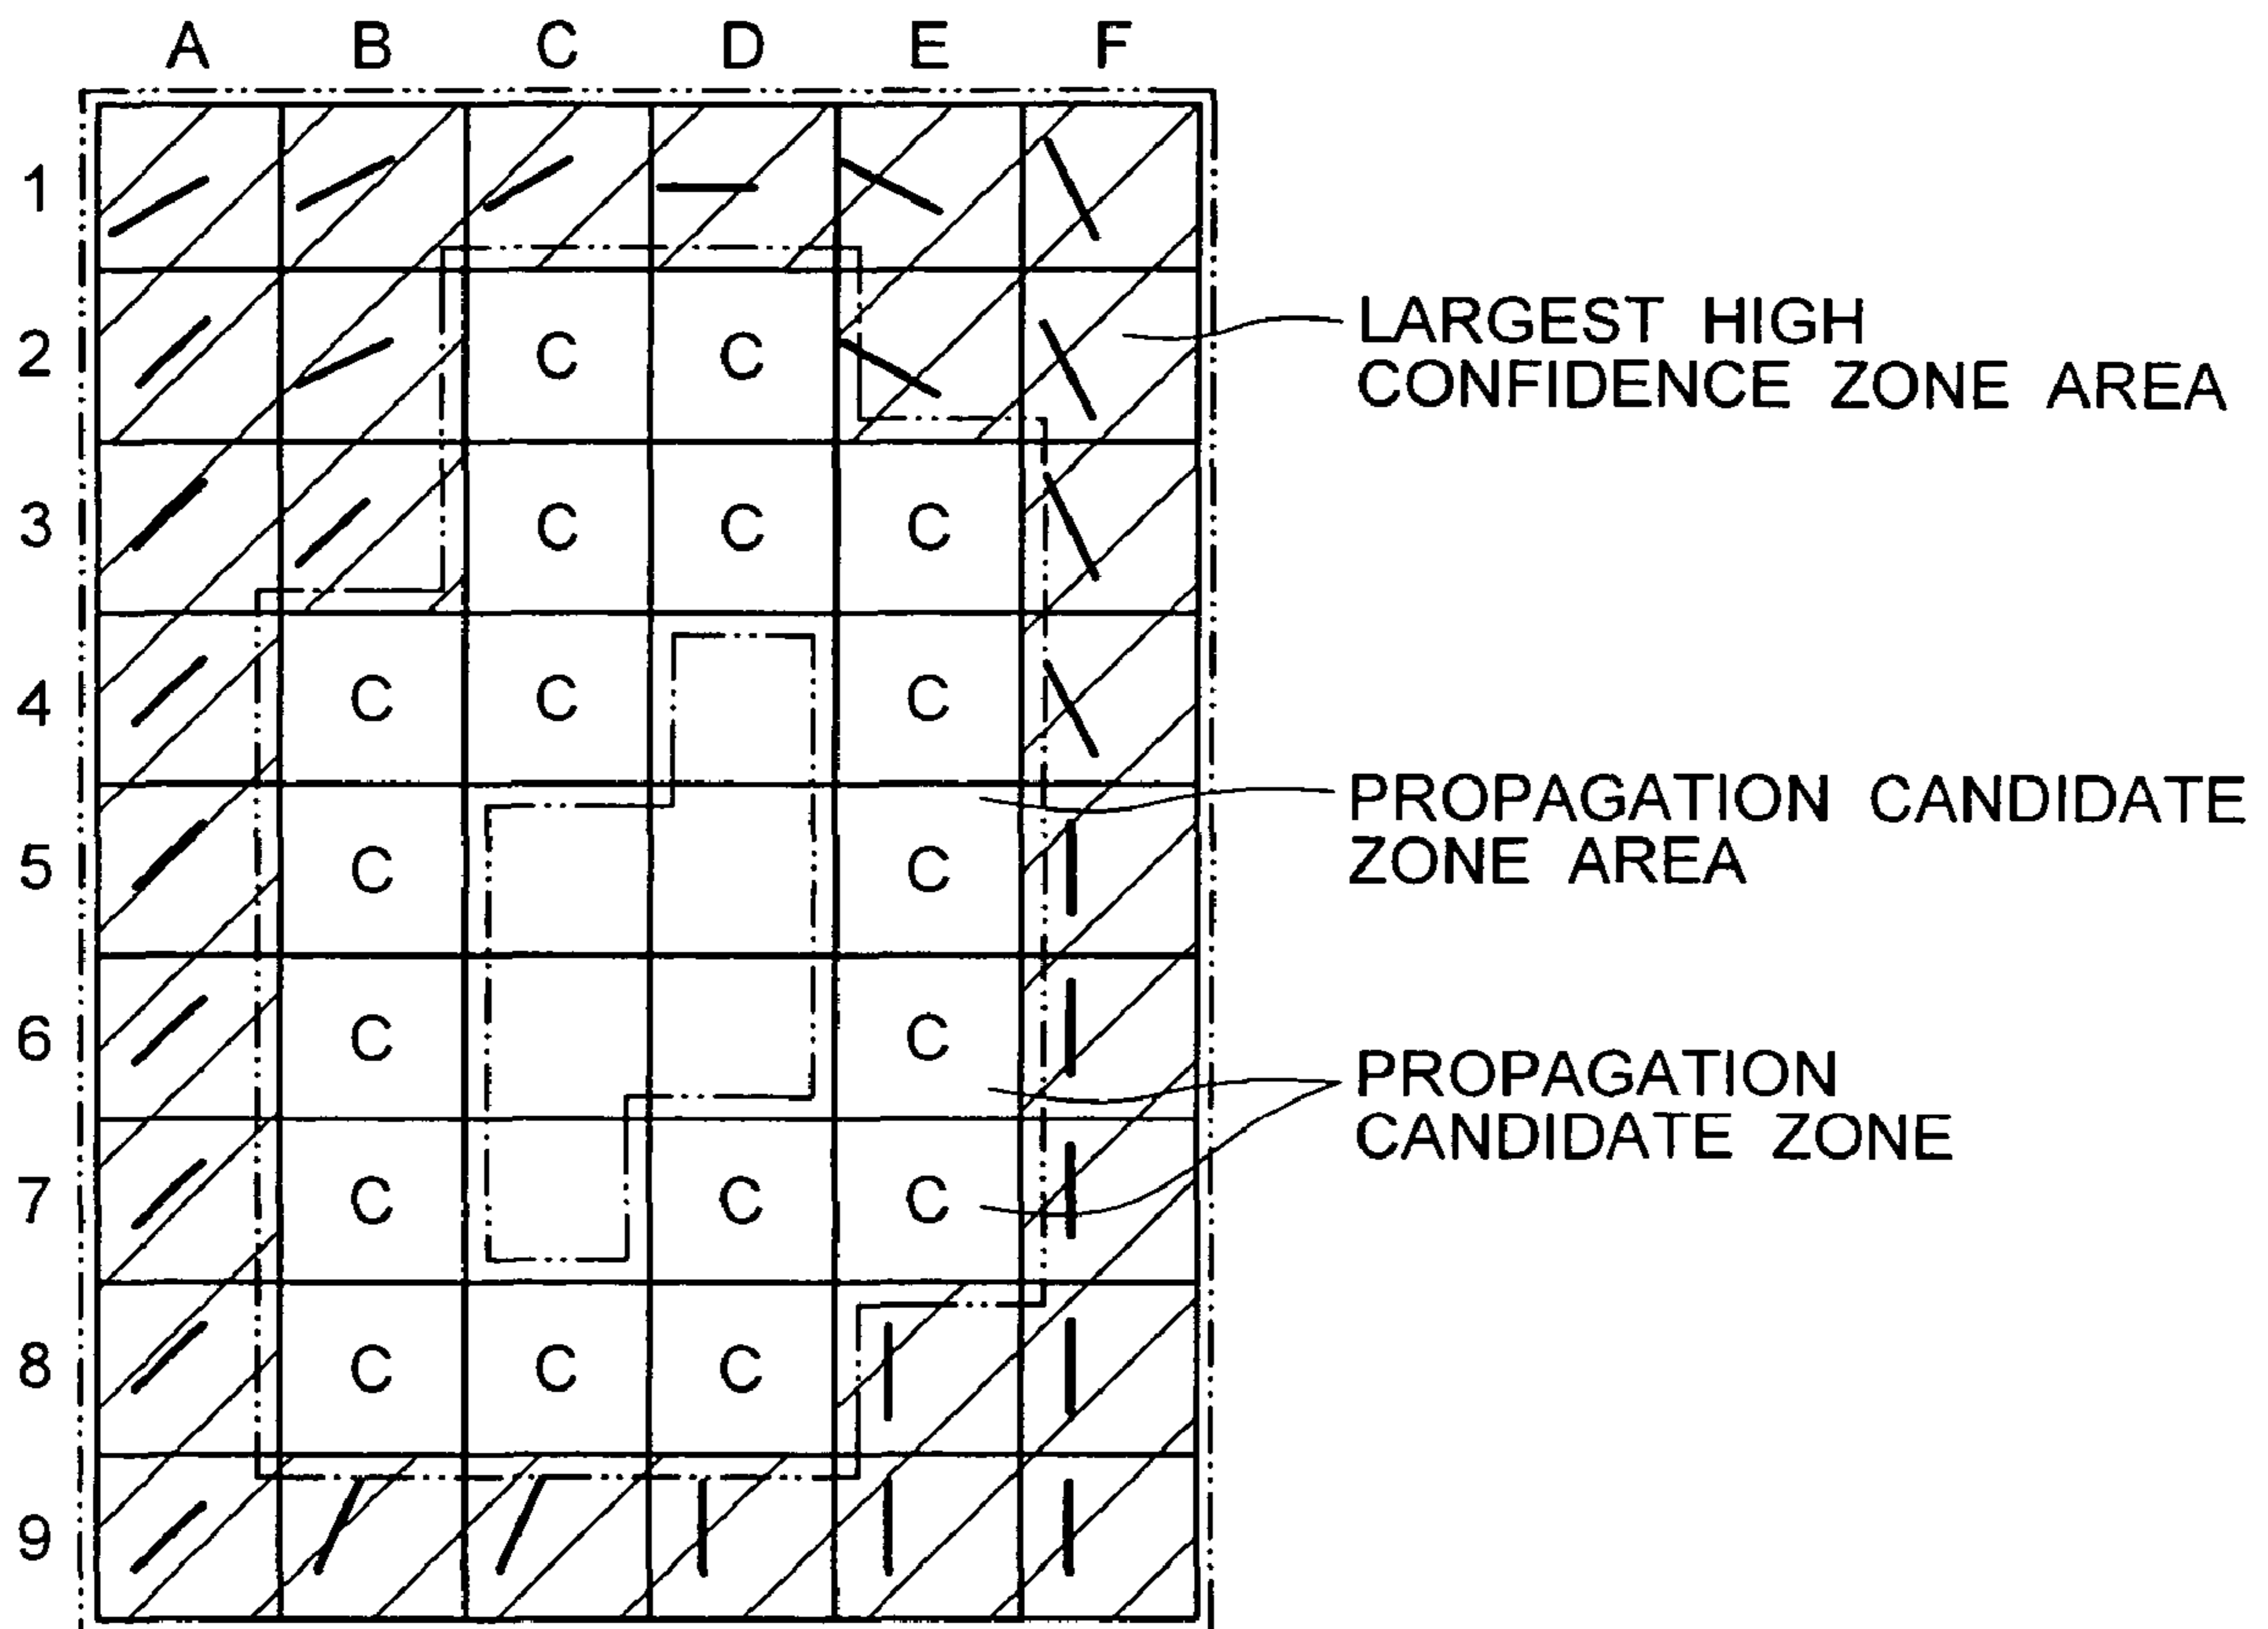 A B C D E F
1
2 C C
LARGEST HIGH
CONFIDENCE ZONE AREA
3 C C C
4 C C C
PROPAGATION CANDIDATE
ZONE AREA
5 C C
6 C C
PROPAGATION
CANDIDATE ZONE
7 C C C
8 C C C
9